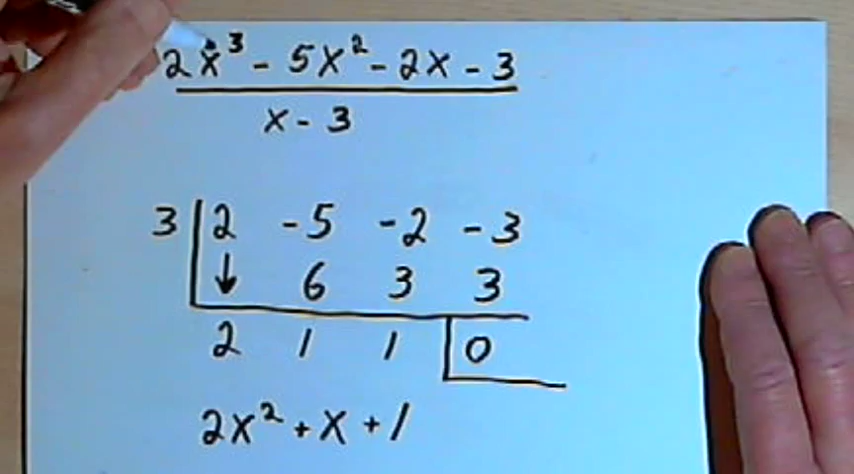 2x³ - 5x² - 2x - 3
x - 3
3 2 -5 -2 -3
↓ 6 3 3
2 1 1 0
2x² + x + 1